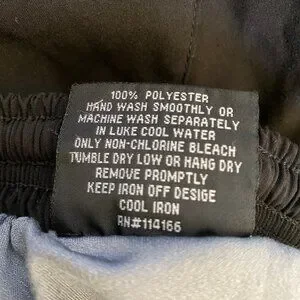 100% POLYESTER
HAND WASH SMOOTHLY OR
MACHINE WASH SEPARATELY
IN LUKE COOL WATER
ONLY NON-CHLORINE BLEACH
TUMBLE DRY LOW OR HANG DRY
REMOVE PROMPTLY
KEEP IRON OFF DESIGE
COOL IRON
RN#114166